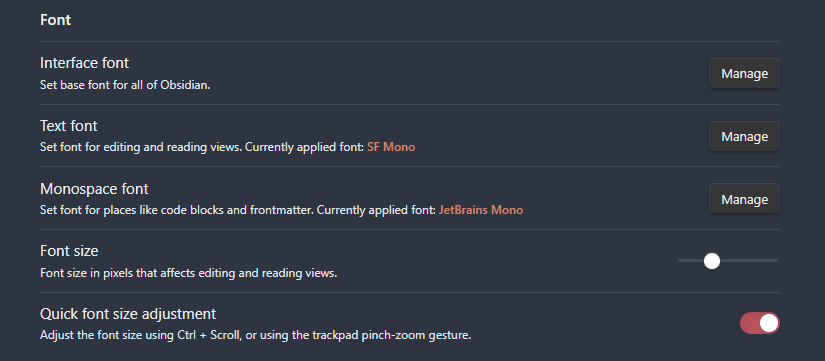 Font
Interface font
Set base font for all of Obsidian.
Manage
Text font
Set font for editing and reading views. Currently applied font: SF Mono
Manage
Monospace font
Set font for places like code blocks and frontmatter. Currently applied font: JetBrains Mono
Manage
Font size
Font size in pixels that affects editing and reading views.
Quick font size adjustment
Adjust the font size using Ctrl + Scroll, or using the trackpad pinch-zoom gesture.